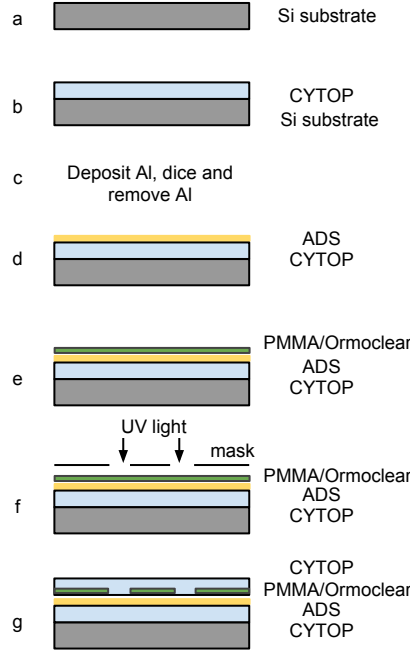 a
Si substrate
b
CYTOP
Si substrate
c
Deposit Al, dice and
remove Al
d
ADS
CYTOP
e
PMMA/Ormoclear
ADS
CYTOP
UV light
mask
f
PMMA/Ormoclear
ADS
CYTOP
g
CYTOP
PMMA/Ormoclear
ADS
CYTOP